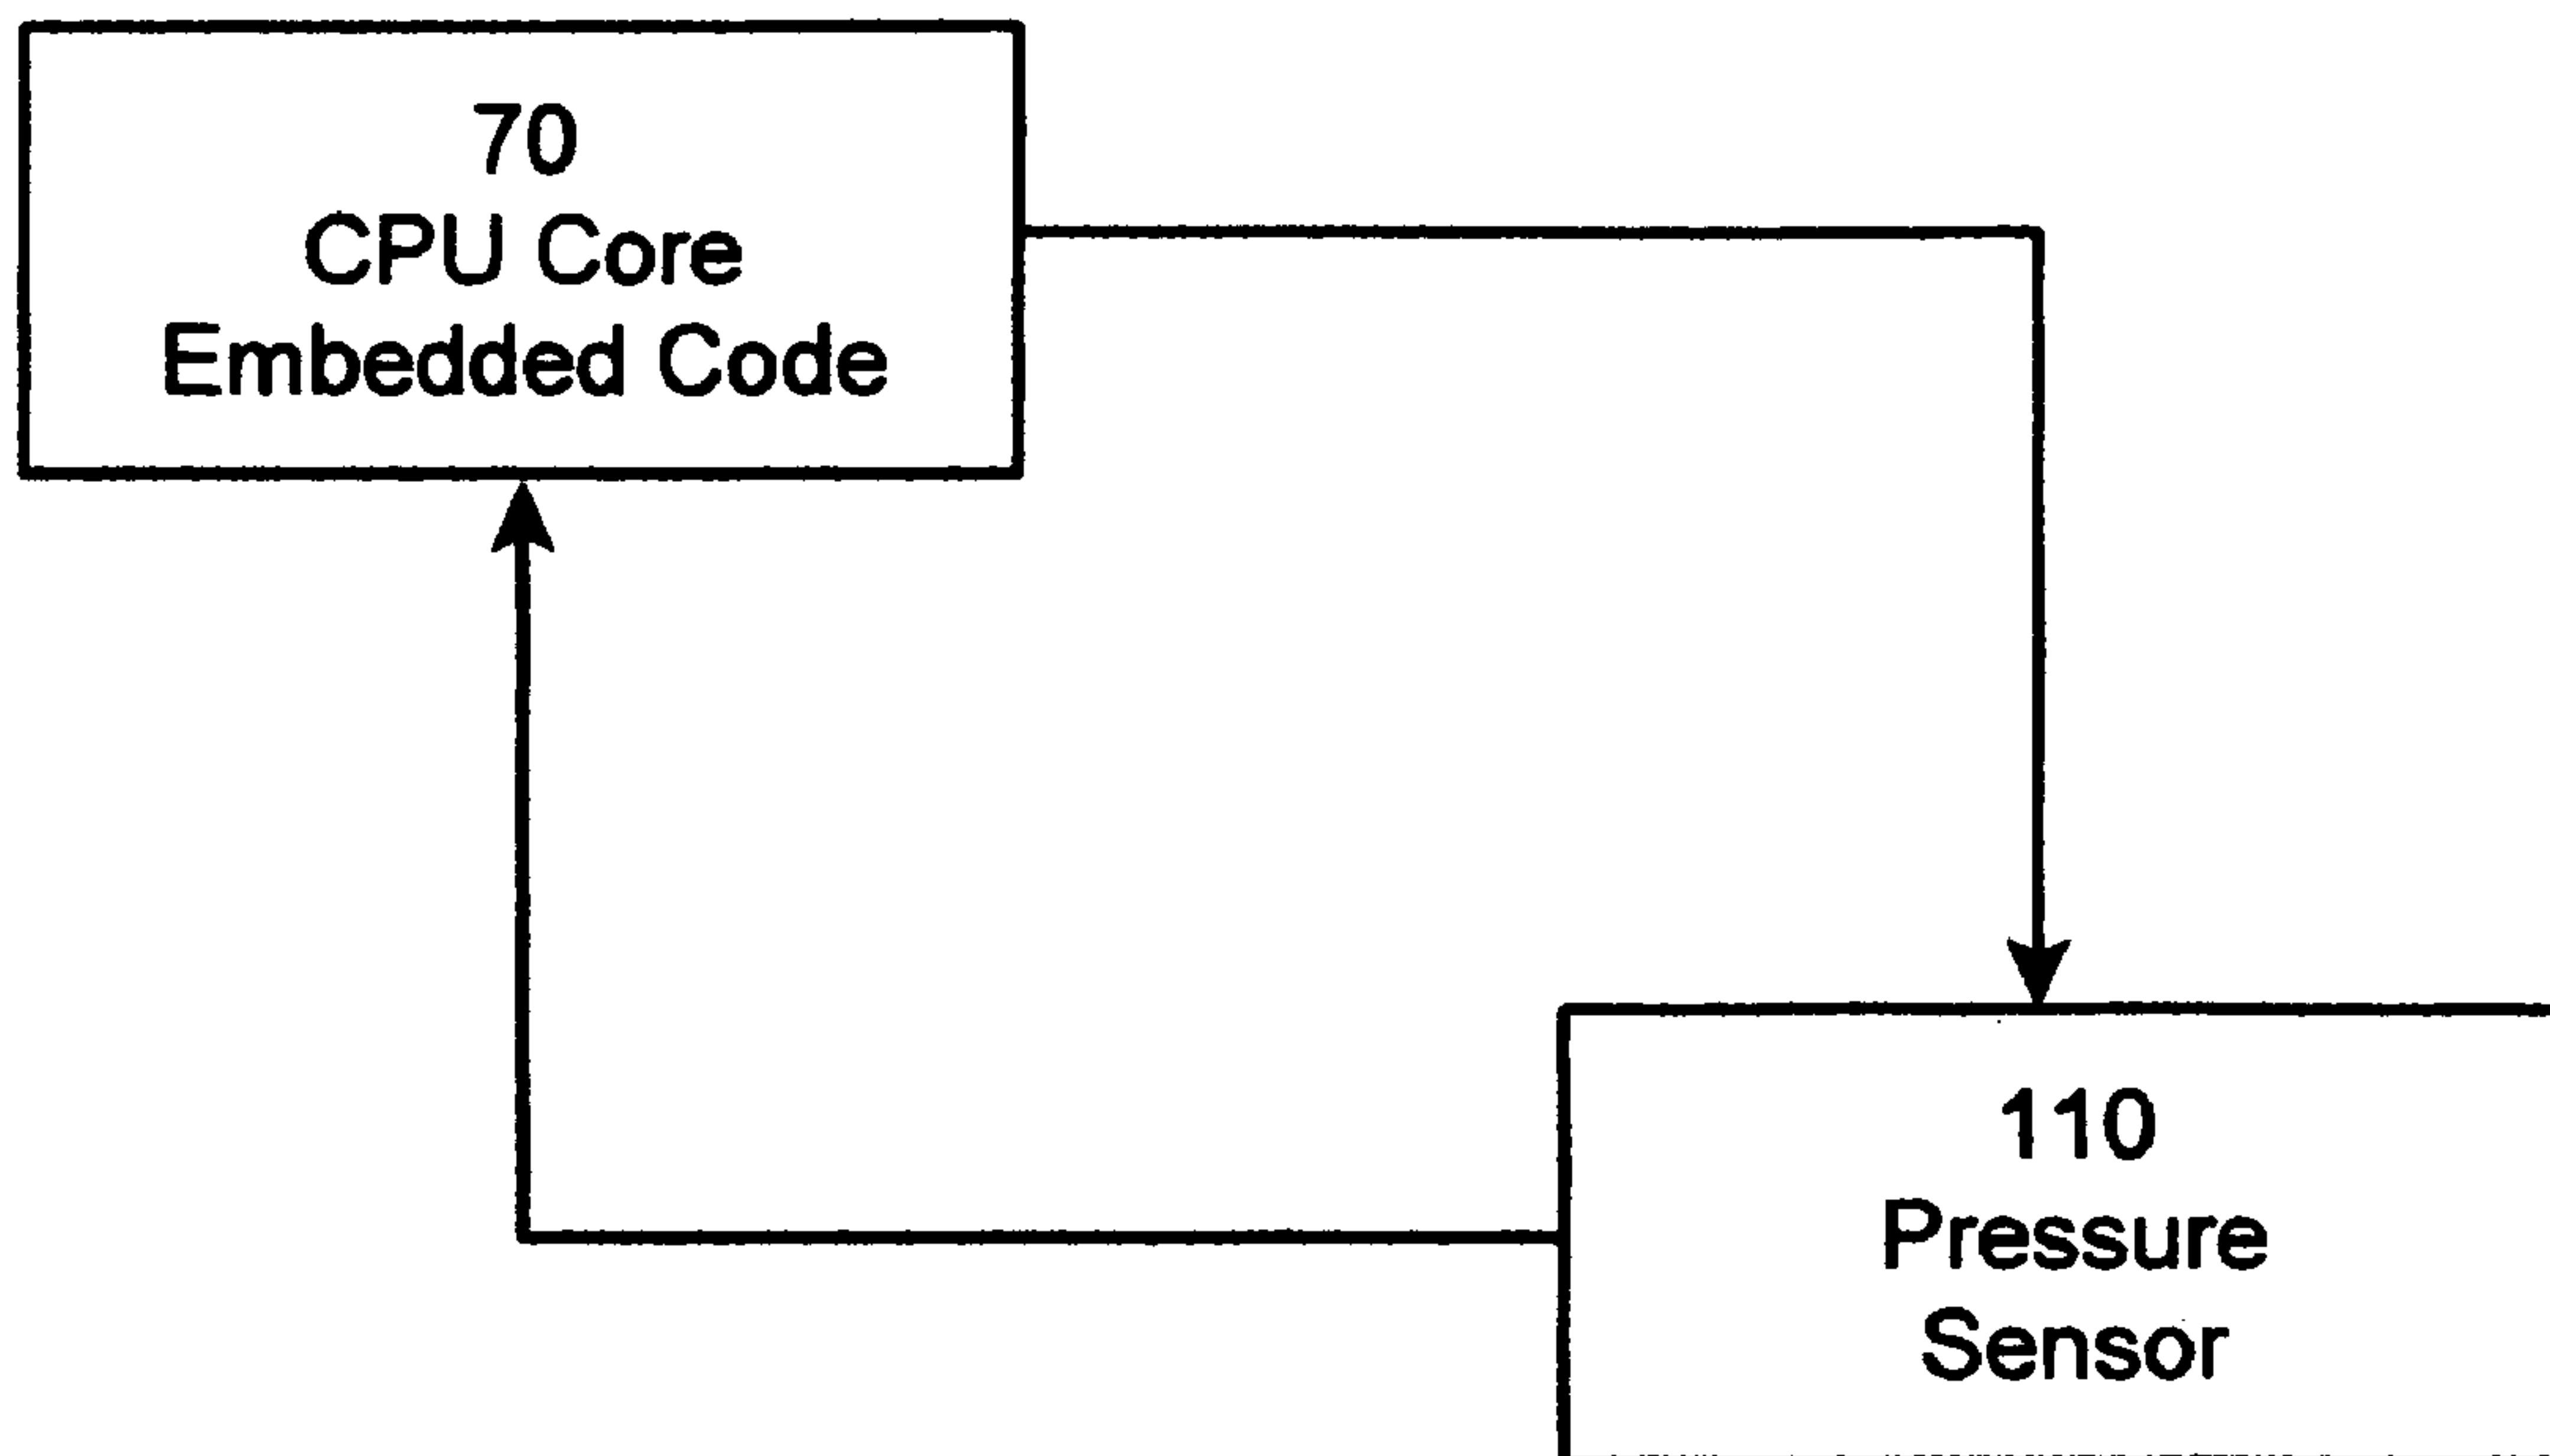 70
CPU Core
Embedded Code
110
Pressure
Sensor